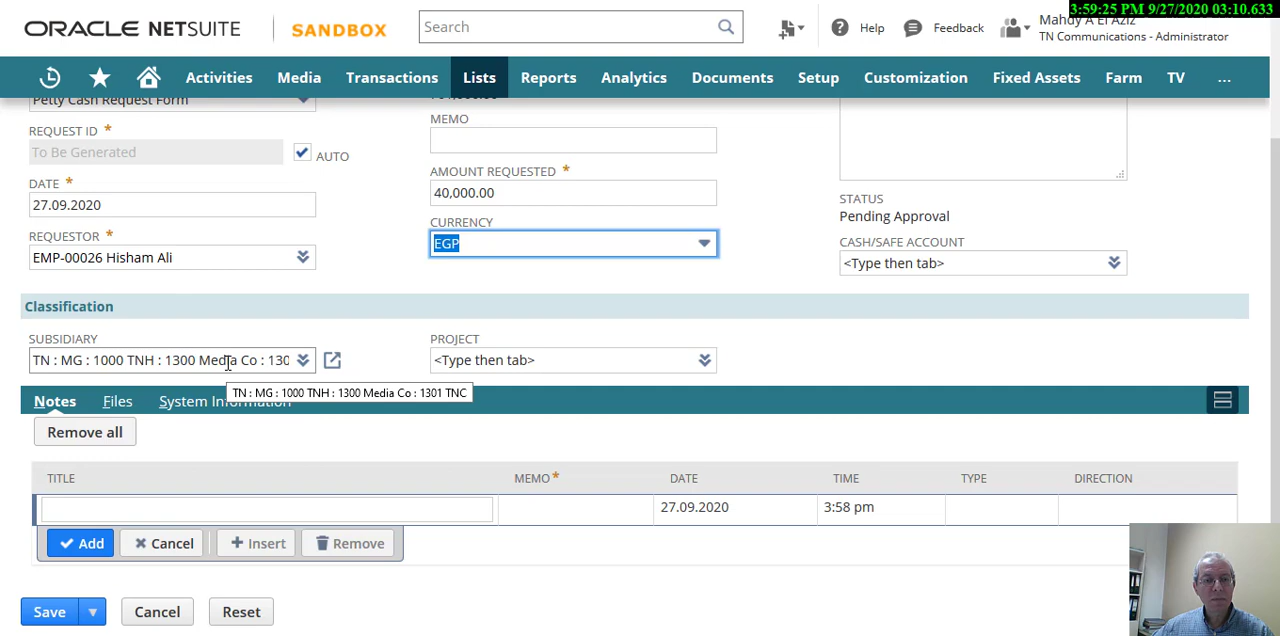 3:59:25 PM 9/27/2020 03:10.633
ORACLE NETSUITE
SANDBOX
Search
Help
Feedback
Mahdy A El Aziz
TN Communications - Administrator
Activities
Media
Transactions
Lists
Reports
Analytics
Documents
Setup
Customization
Fixed Assets
Farm
TV
...
Petty Cash Request Form
REQUEST ID *
To Be Generated
AUTO
DATE *
27.09.2020
REQUESTOR *
EMP-00026 Hisham Ali
MEMO
AMOUNT REQUESTED *
40,000.00
CURRENCY
EGP
STATUS
Pending Approval
CASH/SAFE ACCOUNT
<Type then tab>
Classification
SUBSIDIARY
TN : MG : 1000 TNH : 1300 Media Co : 130
PROJECT
<Type then tab>
TN : MG : 1000 TNH : 1300 Media Co : 1301 TNC
Notes
Files
System Information
Remove all
TITLE
MEMO *
DATE
TIME
TYPE
DIRECTION
27.09.2020
3:58 pm
Add
Cancel
Insert
Remove
Save
Cancel
Reset